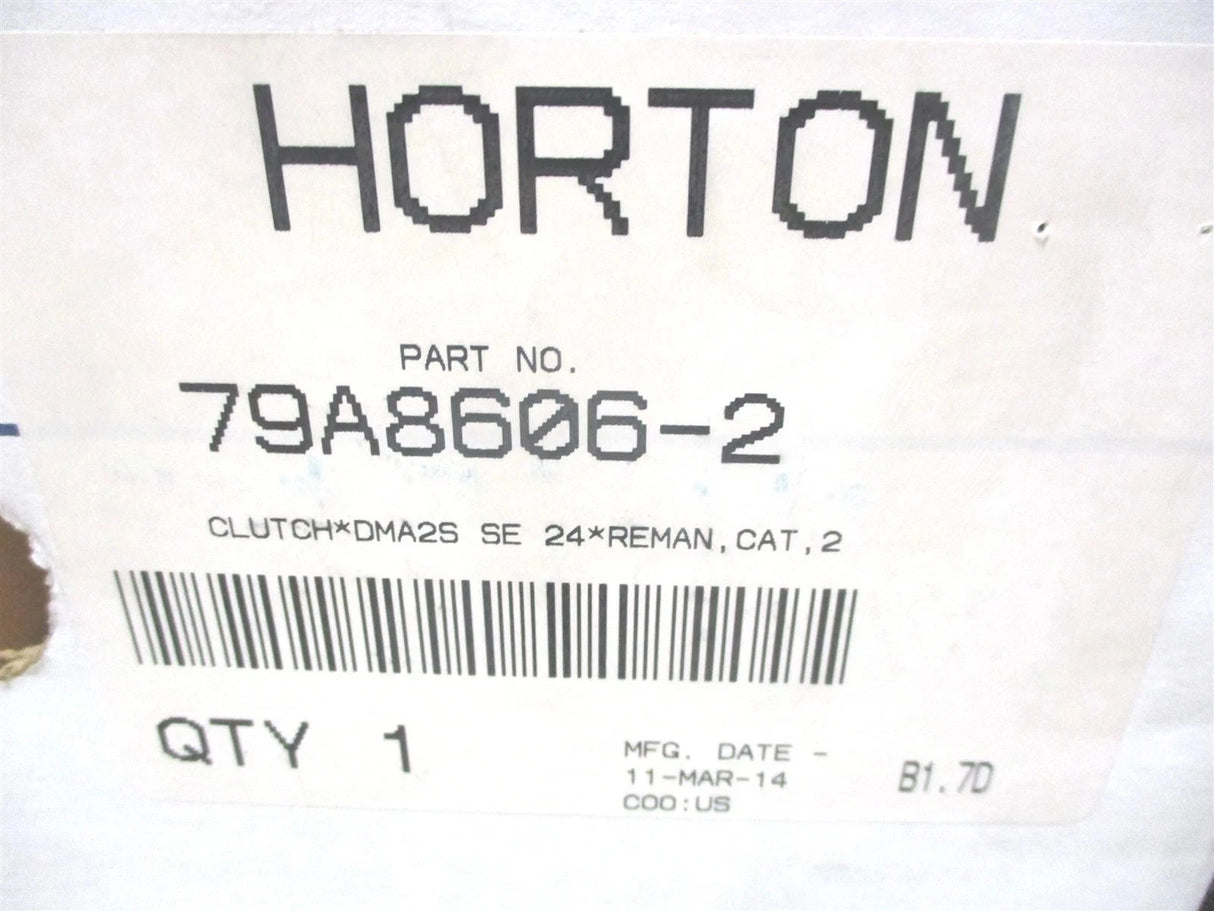 HORTON
PART NO.
79A8606-2
CLUTCH*DMA2S SE 24*REMAN,CAT,2
QTY 1
MFG. DATE -
11-MAR-14
COO:US
B1.7D